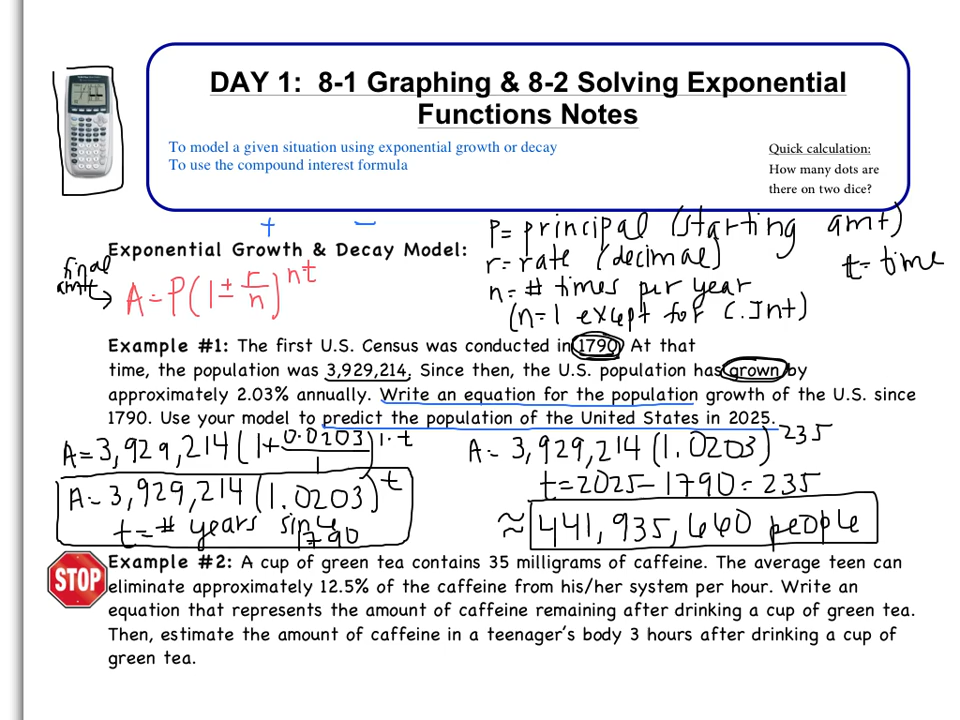 DAY 1: 8-1 Graphing & 8-2 Solving Exponential
Functions Notes
To model a given situation using exponential growth or decay
To use the compound interest formula
Quick calculation:
How many dots are
there on two dice?
+ −
Exponential Growth & Decay Model:
P= principal (starting amt)
r= rate (decimal)
t= time
n= # times per year
(n=1 except for C.Int)
final
amt →
A=P(1± r/n)^nt
Example #1: The first U.S. Census was conducted in 1790. At that
time, the population was 3,929,214. Since then, the U.S. population has grown by
approximately 2.03% annually. Write an equation for the population growth of the U.S. since
1790. Use your model to predict the population of the United States in 2025.
A=3,929,214(1+0.0203/1)^1·t
A=3,929,214(1.0203)^t
t=# years since
1790
A=3,929,214(1.0203)^235
t=2025-1790=235
≈ 441,935,660 people
STOP
Example #2: A cup of green tea contains 35 milligrams of caffeine. The average teen can
eliminate approximately 12.5% of the caffeine from his/her system per hour. Write an
equation that represents the amount of caffeine remaining after drinking a cup of green tea.
Then, estimate the amount of caffeine in a teenager's body 3 hours after drinking a cup of
green tea.